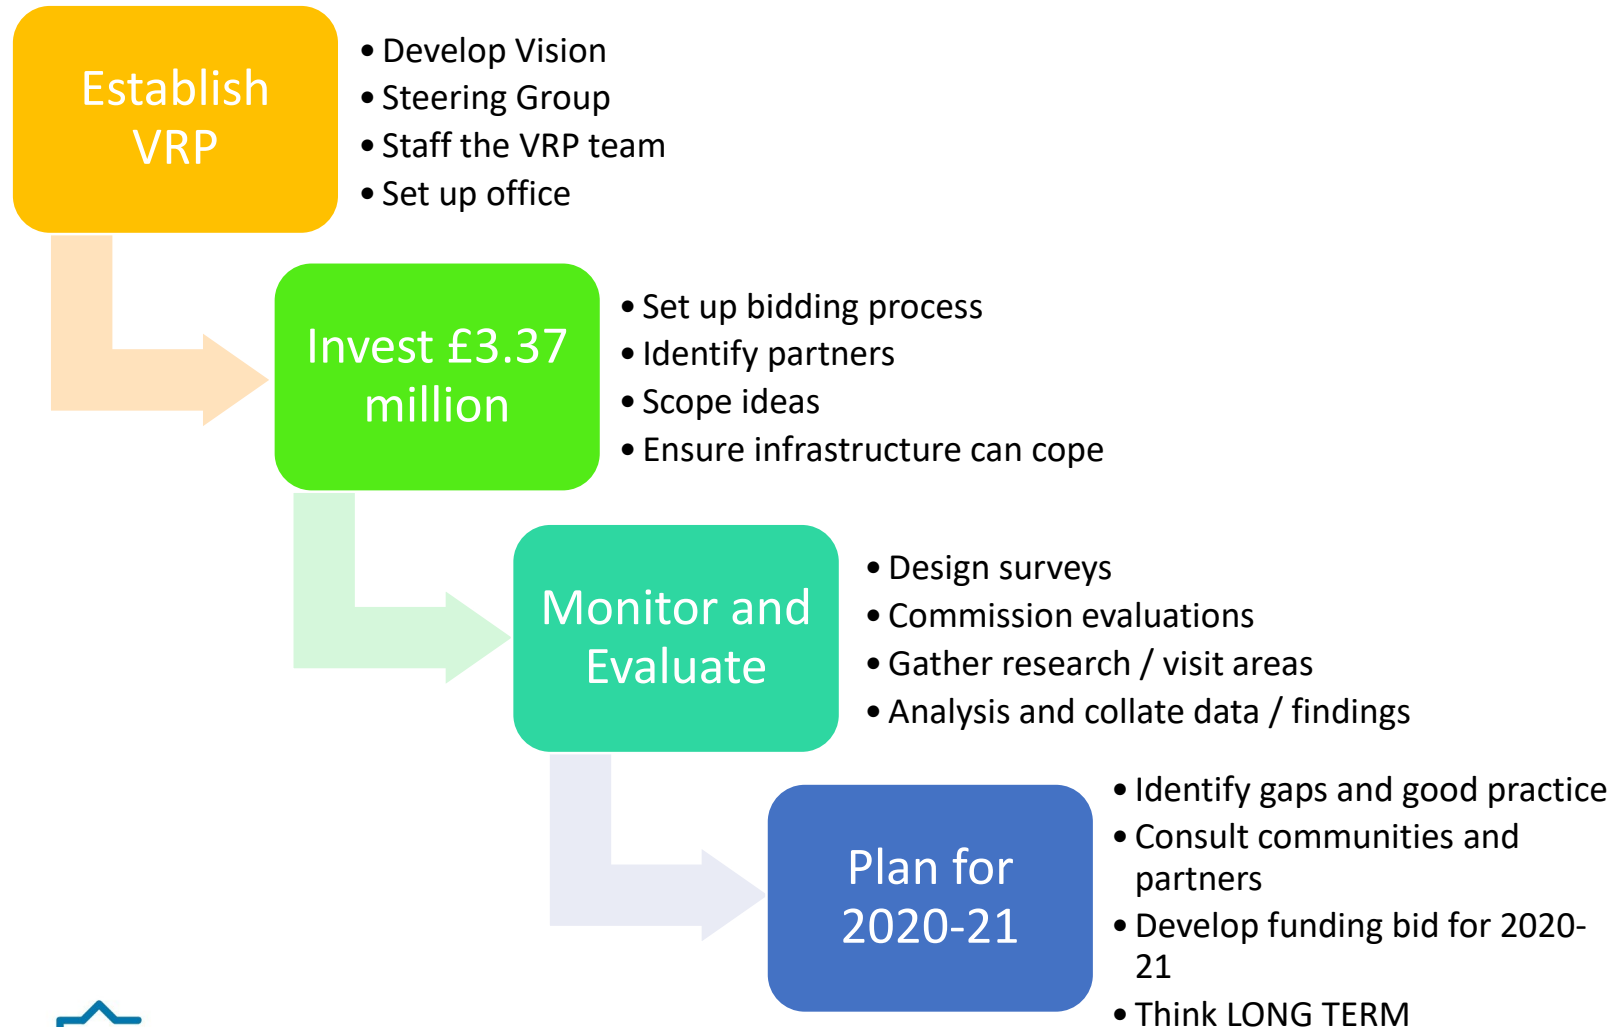 Establish
VRP
• Develop Vision
• Steering Group
• Staff the VRP team
• Set up office
Invest £3.37
million
• Set up bidding process
• Identify partners
• Scope ideas
• Ensure infrastructure can cope
Monitor and
Evaluate
• Design surveys
• Commission evaluations
• Gather research / visit areas
• Analysis and collate data / findings
Plan for
2020-21
• Identify gaps and good practice
• Consult communities and
partners
• Develop funding bid for 2020-
21
• Think LONG TERM